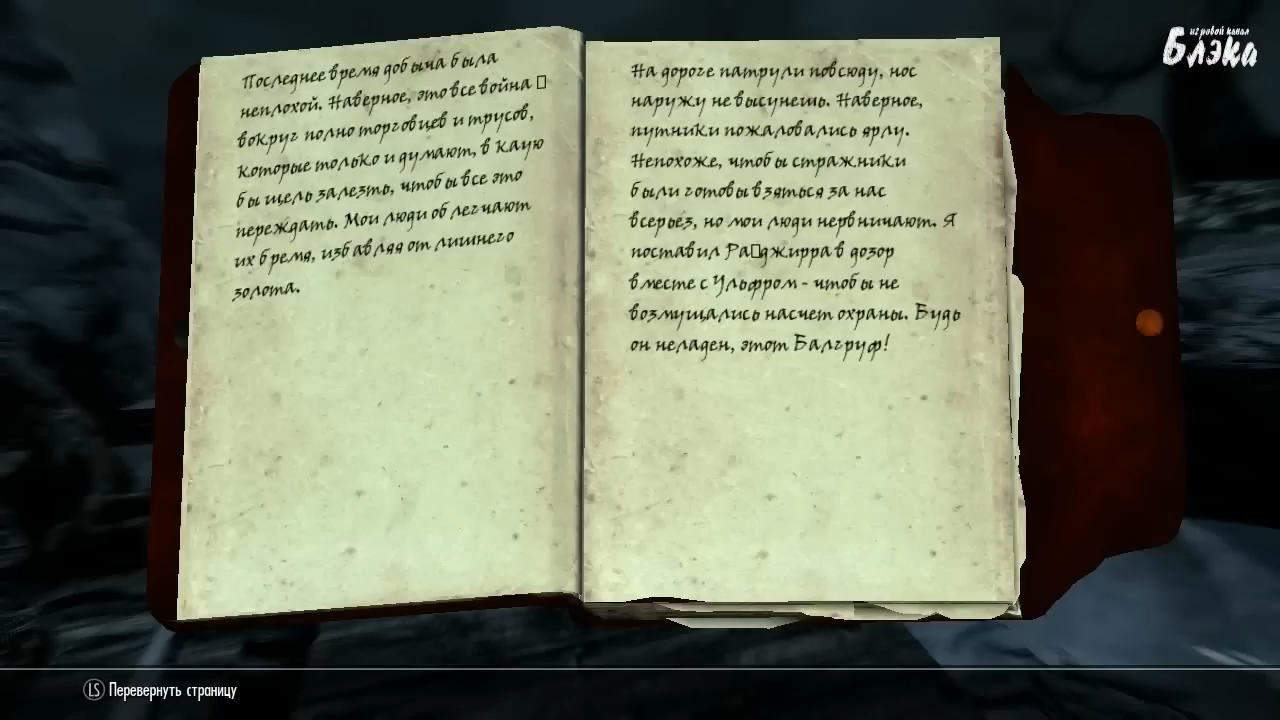 Последнее время добыча была
неплохой. Наверное, это все война □
вокруг полно торговцев и трусов,
которые только и думают, в какую
бы щель залезть, чтобы все это
переждать. Мои люди облегчают
их бремя, избавляя от лишнего
золота.
На дороге патрули повсюду, нос
наружу не высунешь. Наверное,
путники пожаловались ярлу.
Непохоже, чтобы стражники
были готовы взяться за нас
всерьез, но мои люди нервничают. Я
поставил Ра□джирра в дозор
вместе с Ульфром - чтобы не
возмущались насчет охраны. Будь
он неладен, этот Балгруф!
игровой канал
Блэка
LS Перевернуть страницу